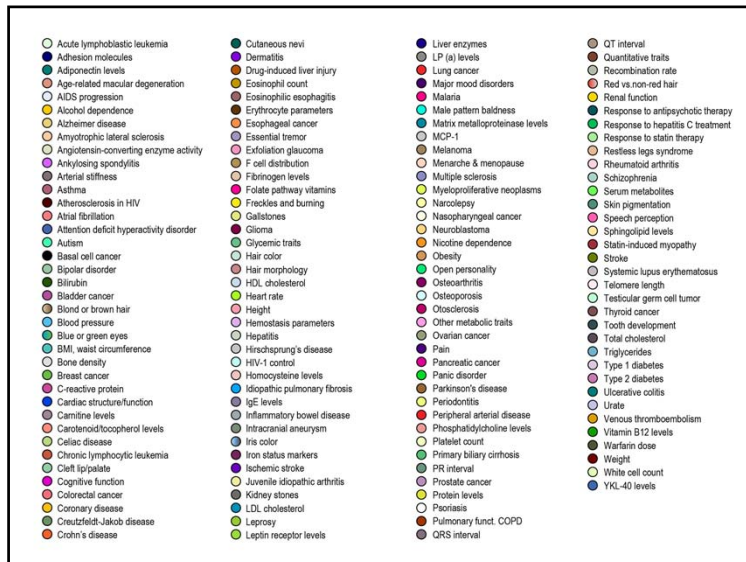 Acute lymphoblastic leukemia
Adhesion molecules
Adiponectin levels
Age-related macular degeneration
AIDS progression
Alcohol dependence
Alzheimer disease
Amyotrophic lateral sclerosis
Angiotensin-converting enzyme activity
Ankylosing spondylitis
Arterial stiffness
Asthma
Atherosclerosis in HIV
Atrial fibrillation
Attention deficit hyperactivity disorder
Autism
Basal cell cancer
Bipolar disorder
Bilirubin
Bladder cancer
Blond or brown hair
Blood pressure
Blue or green eyes
BMI, waist circumference
Bone density
Breast cancer
C-reactive protein
Cardiac structure/function
Carnitine levels
Carotenoid/tocopherol levels
Celiac disease
Chronic lymphocytic leukemia
Cleft lip/palate
Cognitive function
Colorectal cancer
Coronary disease
Creutzfeldt-Jakob disease
Crohn's disease
Cutaneous nevi
Dermatitis
Drug-induced liver injury
Eosinophil count
Eosinophilic esophagitis
Erythrocyte parameters
Esophageal cancer
Essential tremor
Exfoliation glaucoma
F cell distribution
Fibrinogen levels
Folate pathway vitamins
Freckles and burning
Gallstones
Glioma
Glycemic traits
Hair color
Hair morphology
HDL cholesterol
Heart rate
Height
Hemostasis parameters
Hepatitis
Hirschsprung's disease
HIV-1 control
Homocysteine levels
Idiopathic pulmonary fibrosis
IgE levels
Inflammatory bowel disease
Intracranial aneurysm
Iris color
Iron status markers
Ischemic stroke
Juvenile idiopathic arthritis
Kidney stones
LDL cholesterol
Leprosy
Leptin receptor levels
Liver enzymes
LP (a) levels
Lung cancer
Major mood disorders
Malaria
Male pattern baldness
Matrix metalloproteinase levels
MCP-1
Melanoma
Menarche & menopause
Multiple sclerosis
Myeloproliferative neoplasms
Narcolepsy
Nasopharyngeal cancer
Neuroblastoma
Nicotine dependence
Obesity
Open personality
Osteoarthritis
Osteoporosis
Otosclerosis
Other metabolic traits
Ovarian cancer
Pain
Pancreatic cancer
Panic disorder
Parkinson's disease
Periodontitis
Peripheral arterial disease
Phosphatidylcholine levels
Platelet count
Primary biliary cirrhosis
PR interval
Prostate cancer
Protein levels
Psoriasis
Pulmonary funct. COPD
QRS interval
QT interval
Quantitative traits
Recombination rate
Red vs.non-red hair
Renal function
Response to antipsychotic therapy
Response to hepatitis C treatment
Response to statin therapy
Restless legs syndrome
Rheumatoid arthritis
Schizophrenia
Serum metabolites
Skin pigmentation
Speech perception
Sphingolipid levels
Statin-induced myopathy
Stroke
Systemic lupus erythematosus
Telomere length
Testicular germ cell tumor
Thyroid cancer
Tooth development
Total cholesterol
Triglycerides
Type 1 diabetes
Type 2 diabetes
Ulcerative colitis
Urate
Venous thromboembolism
Vitamin B12 levels
Warfarin dose
Weight
White cell count
YKL-40 levels